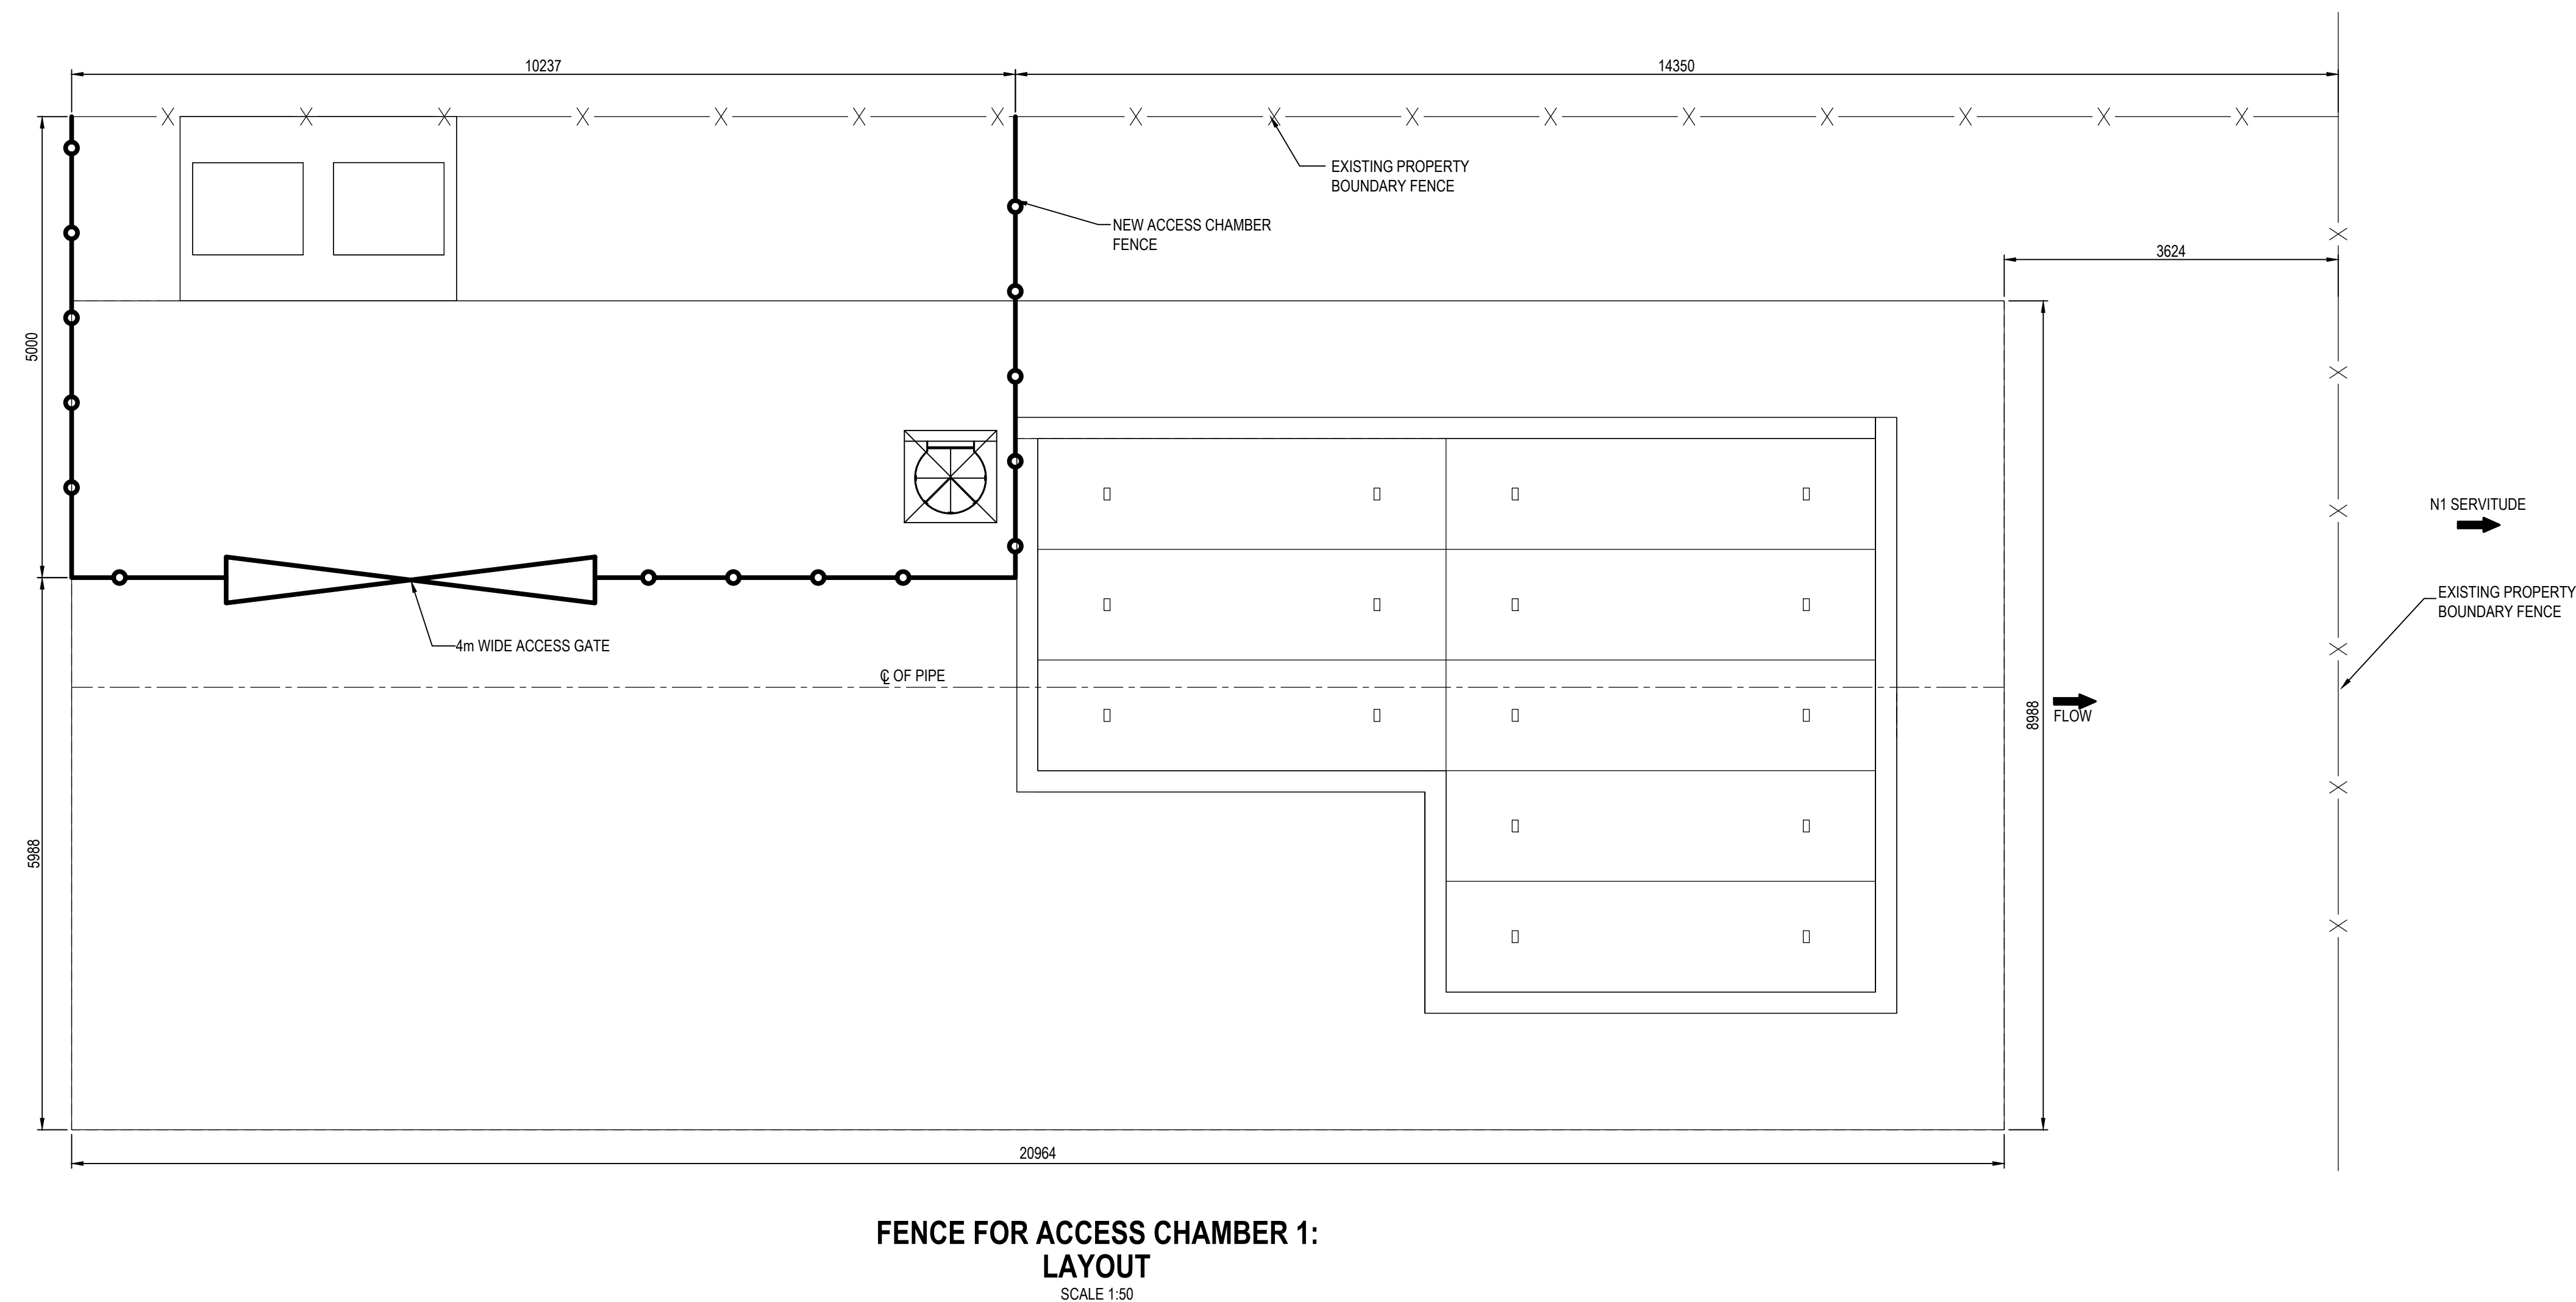 10237
14350
EXISTING PROPERTY
BOUNDARY FENCE
NEW ACCESS CHAMBER
FENCE
3624
5000
N1 SERVITUDE
EXISTING PROPERTY
BOUNDARY FENCE
4m WIDE ACCESS GATE
℄ OF PIPE
8988
FLOW
5988
20964
FENCE FOR ACCESS CHAMBER 1:
LAYOUT
SCALE 1:50